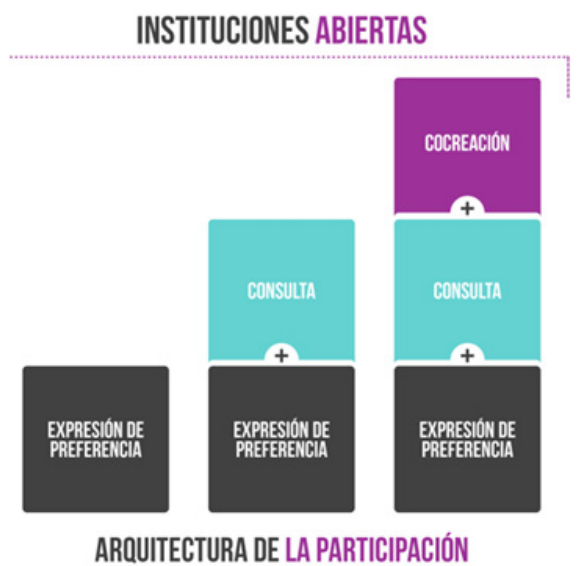 INSTITUCIONES ABIERTAS
COCREACIÓN
+
CONSULTA
CONSULTA
+
+
EXPRESIÓN DE
PREFERENCIA
EXPRESIÓN DE
PREFERENCIA
EXPRESIÓN DE
PREFERENCIA
ARQUITECTURA DE LA PARTICIPACIÓN